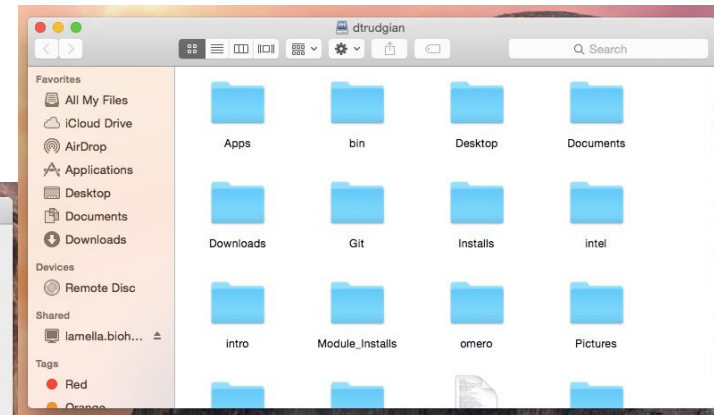 dtrudgian
Search
Favorites
All My Files
iCloud Drive
AirDrop
Applications
Desktop
Documents
Downloads
Devices
Remote Disc
Shared
lamella.bioh...
Tags
Red
Orange
Apps bin Desktop Documents
Downloads Git Installs intel
intro Module_Installs omero Pictures